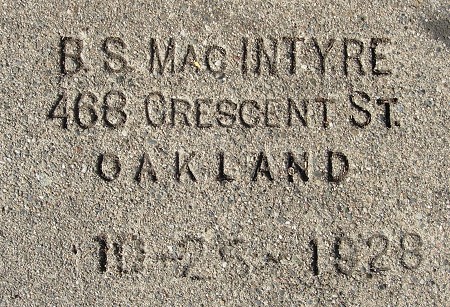 B. S. MAC INTYRE
468 CRESCENT ST.
OAKLAND
10-25-1928